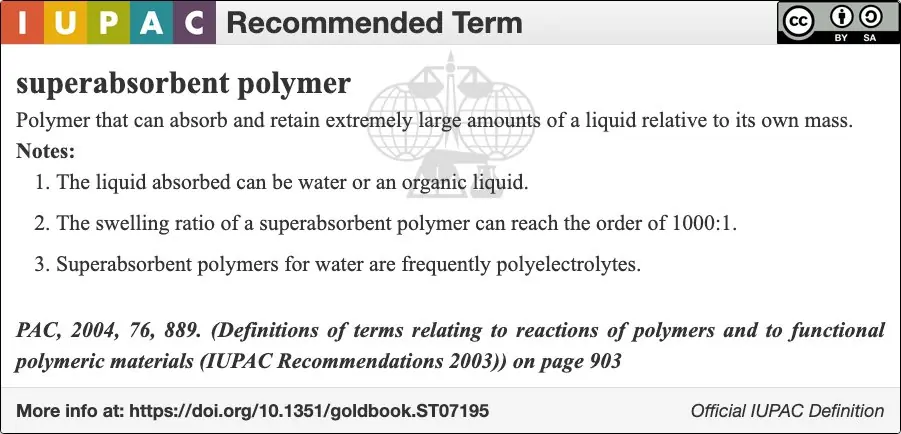 IUPAC Recommended Term
cc BY SA
superabsorbent polymer
Polymer that can absorb and retain extremely large amounts of a liquid relative to its own mass.
Notes:
1. The liquid absorbed can be water or an organic liquid.
2. The swelling ratio of a superabsorbent polymer can reach the order of 1000:1.
3. Superabsorbent polymers for water are frequently polyelectrolytes.
PAC, 2004, 76, 889. (Definitions of terms relating to reactions of polymers and to functional
polymeric materials (IUPAC Recommendations 2003)) on page 903
More info at: https://doi.org/10.1351/goldbook.ST07195 Official IUPAC Definition